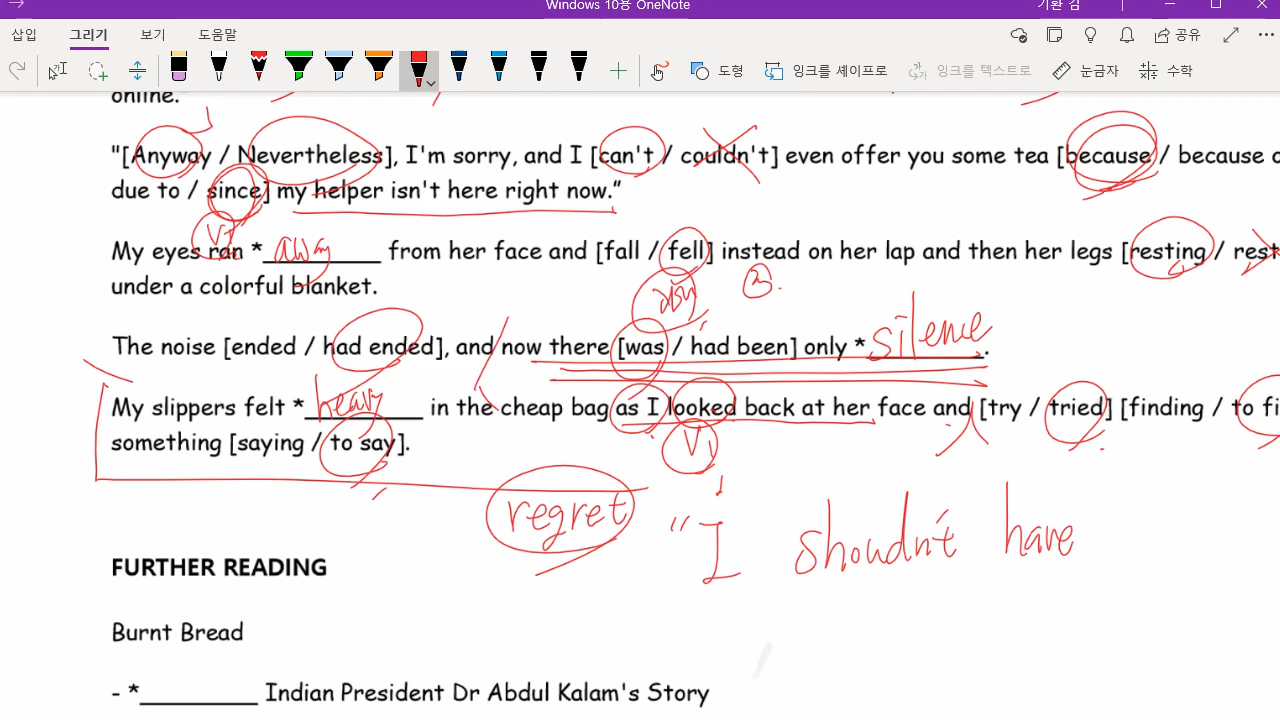 Windows 10용 OneNote
기환 김
삽입 그리기 보기 도움말
공유
도형 잉크를 셰이프로 잉크를 텍스트로 눈금자 수학
online."
"[Anyway / Nevertheless], I'm sorry, and I [can't / couldn't] even offer you some tea [because / because o
due to / since] my helper isn't here right now."
V1
My eyes ran *away from her face and [fall / fell] instead on her lap and then her legs [resting / rest
under a colorful blanket.
The noise [ended / had ended], and now there [was / had been] only *silence.
My slippers felt *heavy in the cheap bag as I looked back at her face and [try / tried] [finding / to fi
V1
something [saying / to say].
regret "I shoudn't have
FURTHER READING
Burnt Bread
- *_________ Indian President Dr Abdul Kalam's Story